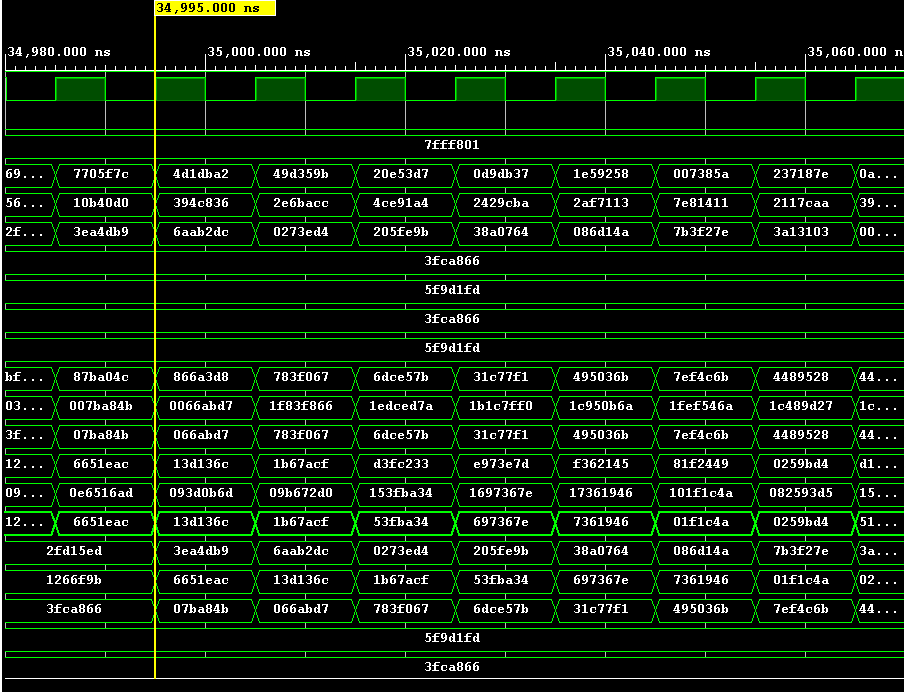 34,995.000 ns
34,980.000 ns 35,000.000 ns 35,020.000 ns 35,040.000 ns 35,060.000 n
7fff801
69... 7705f7c 4d1dba2 49d359b 20e53d7 0d9db37 1e59258 007385a 237187e 0a...
56... 10b40d0 394c836 2e6bacc 4ce91a4 2429cba 2af7113 7e81411 2117caa 39...
2f... 3ea4db9 6aab2dc 0273ed4 205fe9b 38a0764 086d14a 7b3f27e 3a13103 00...
3fca866
5f9d1fd
3fca866
5f9d1fd
bf... 87ba04c 866a3d8 783f067 6dce57b 31c77f1 495036b 7ef4c6b 4489528 44...
03... 007ba84b 0066abd7 1f83f866 1edced7a 1b1c7ff0 1c950b6a 1fef546a 1c489d27 1c...
3f... 07ba84b 066abd7 783f067 6dce57b 31c77f1 495036b 7ef4c6b 4489528 44...
12... 6651eac 13d136c 1b67acf d3fc233 e973e7d f362145 81f2449 0259bd4 d1...
09... 0e6516ad 093d0b6d 09b672d0 153fba34 1697367e 17361946 101f1c4a 082593d5 15...
12... 6651eac 13d136c 1b67acf 53fba34 697367e 7361946 01f1c4a 0259bd4 51...
2fd15ed 3ea4db9 6aab2dc 0273ed4 205fe9b 38a0764 086d14a 7b3f27e 3a...
1266f9b 6651eac 13d136c 1b67acf 53fba34 697367e 7361946 01f1c4a 02...
3fca866 07ba84b 066abd7 783f067 6dce57b 31c77f1 495036b 7ef4c6b 44...
5f9d1fd
3fca866